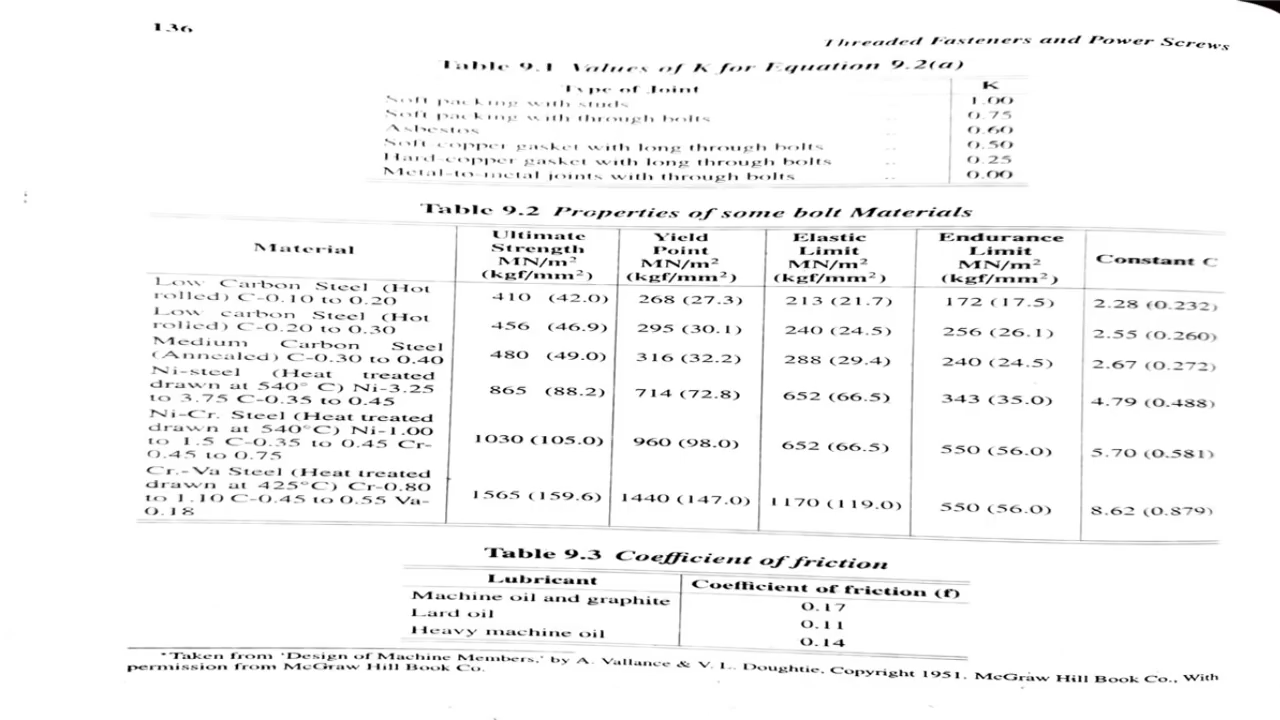 136
Threaded Fasteners and Power Screws
Table 9.1 Values of K for Equation 9.2(a)
Type of Joint K
Soft packing with studs 1.00
Soft packing with through bolts .. 0.75
Asbestos .. 0.60
Soft-copper gasket with long through bolts .. 0.50
Hard-copper gasket with long through bolts .. 0.25
Metal-to-metal joints with through bolts .. 0.00
Table 9.2 Properties of some bolt Materials
Material Ultimate Strength MN/m² (kgf/mm²) Yield Point MN/m² (kgf/mm²) Elastic Limit MN/m² (kgf/mm²) Endurance Limit MN/m² (kgf/mm²) Constant C
Low Carbon Steel (Hot
rolled) C-0.10 to 0.20 410 (42.0) 268 (27.3) 213 (21.7) 172 (17.5) 2.28 (0.232)
Low carbon Steel (Hot
rolled) C-0.20 to 0.30 456 (46.9) 295 (30.1) 240 (24.5) 256 (26.1) 2.55 (0.260)
Medium Carbon Steel
(Annealed) C-0.30 to 0.40 480 (49.0) 316 (32.2) 288 (29.4) 240 (24.5) 2.67 (0.272)
Ni-steel (Heat treated
drawn at 540° C) Ni-3.25
to 3.75 C-0.35 to 0.45 865 (88.2) 714 (72.8) 652 (66.5) 343 (35.0) 4.79 (0.488)
Ni-Cr. Steel (Heat treated
drawn at 540°C) Ni-1.00
to 1.5 C-0.35 to 0.45 Cr-
0.45 to 0.75 1030 (105.0) 960 (98.0) 652 (66.5) 550 (56.0) 5.70 (0.581)
Cr.-Va Steel (Heat treated
drawn at 425°C) Cr-0.80
to 1.10 C-0.45 to 0.55 Va-
0.18 1565 (159.6) 1440 (147.0) 1170 (119.0) 550 (56.0) 8.62 (0.879)
Table 9.3 Coefficient of friction
Lubricant Coefficient of friction (f)
Machine oil and graphite 0.17
Lard oil 0.11
Heavy machine oil 0.14
*Taken from 'Design of Machine Members,' by A. Vallance & V. L. Doughtie, Copyright 1951, McGraw Hill Book Co., With
permission from McGraw Hill Book Co.